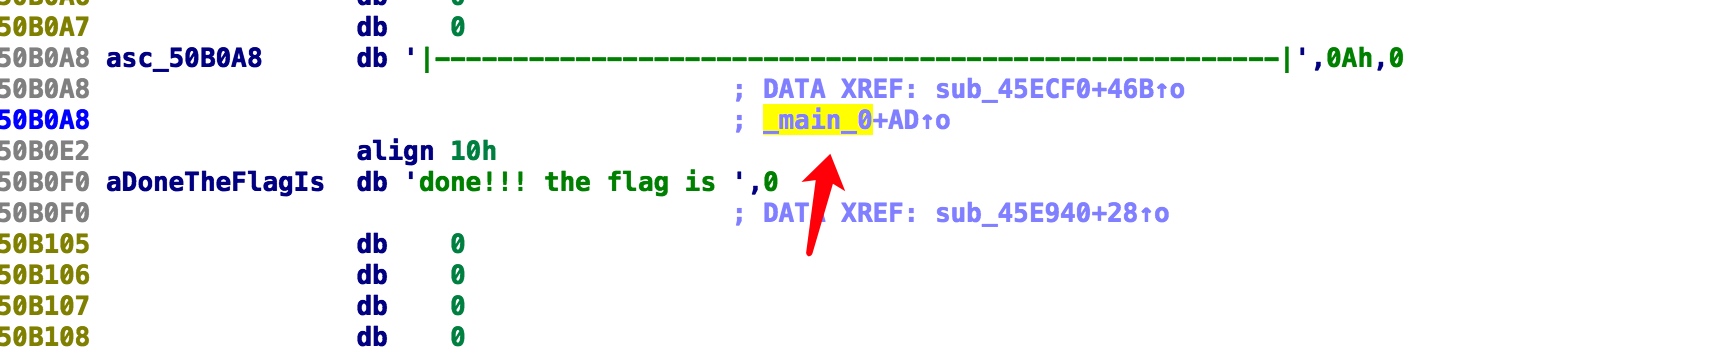 50B0A7 db 0
50B0A8 asc_50B0A8 db '|------------------------------------------------------|',0Ah,0
50B0A8 ; DATA XREF: sub_45ECF0+46B↑o
50B0A8 ; _main_0+AD↑o
50B0E2 align 10h
50B0F0 aDoneTheFlagIs db 'done!!! the flag is ',0
50B0F0 ; DATA XREF: sub_45E940+28↑o
50B105 db 0
50B106 db 0
50B107 db 0
50B108 db 0